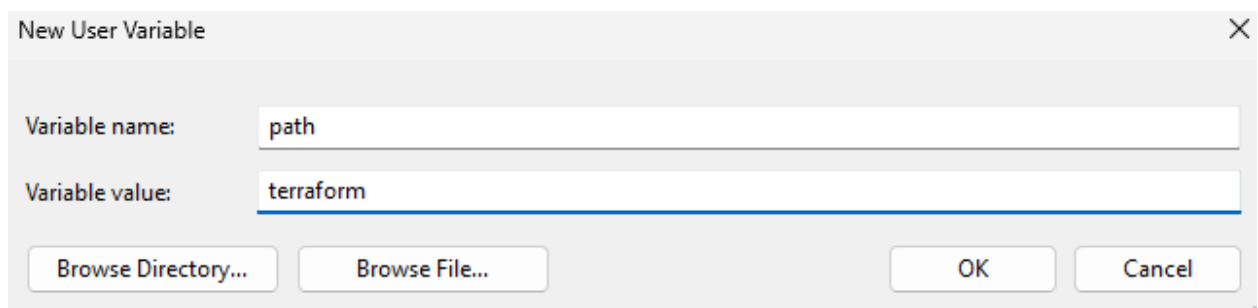 New User Variable
Variable name: path
Variable value: terraform
Browse Directory... Browse File... OK Cancel